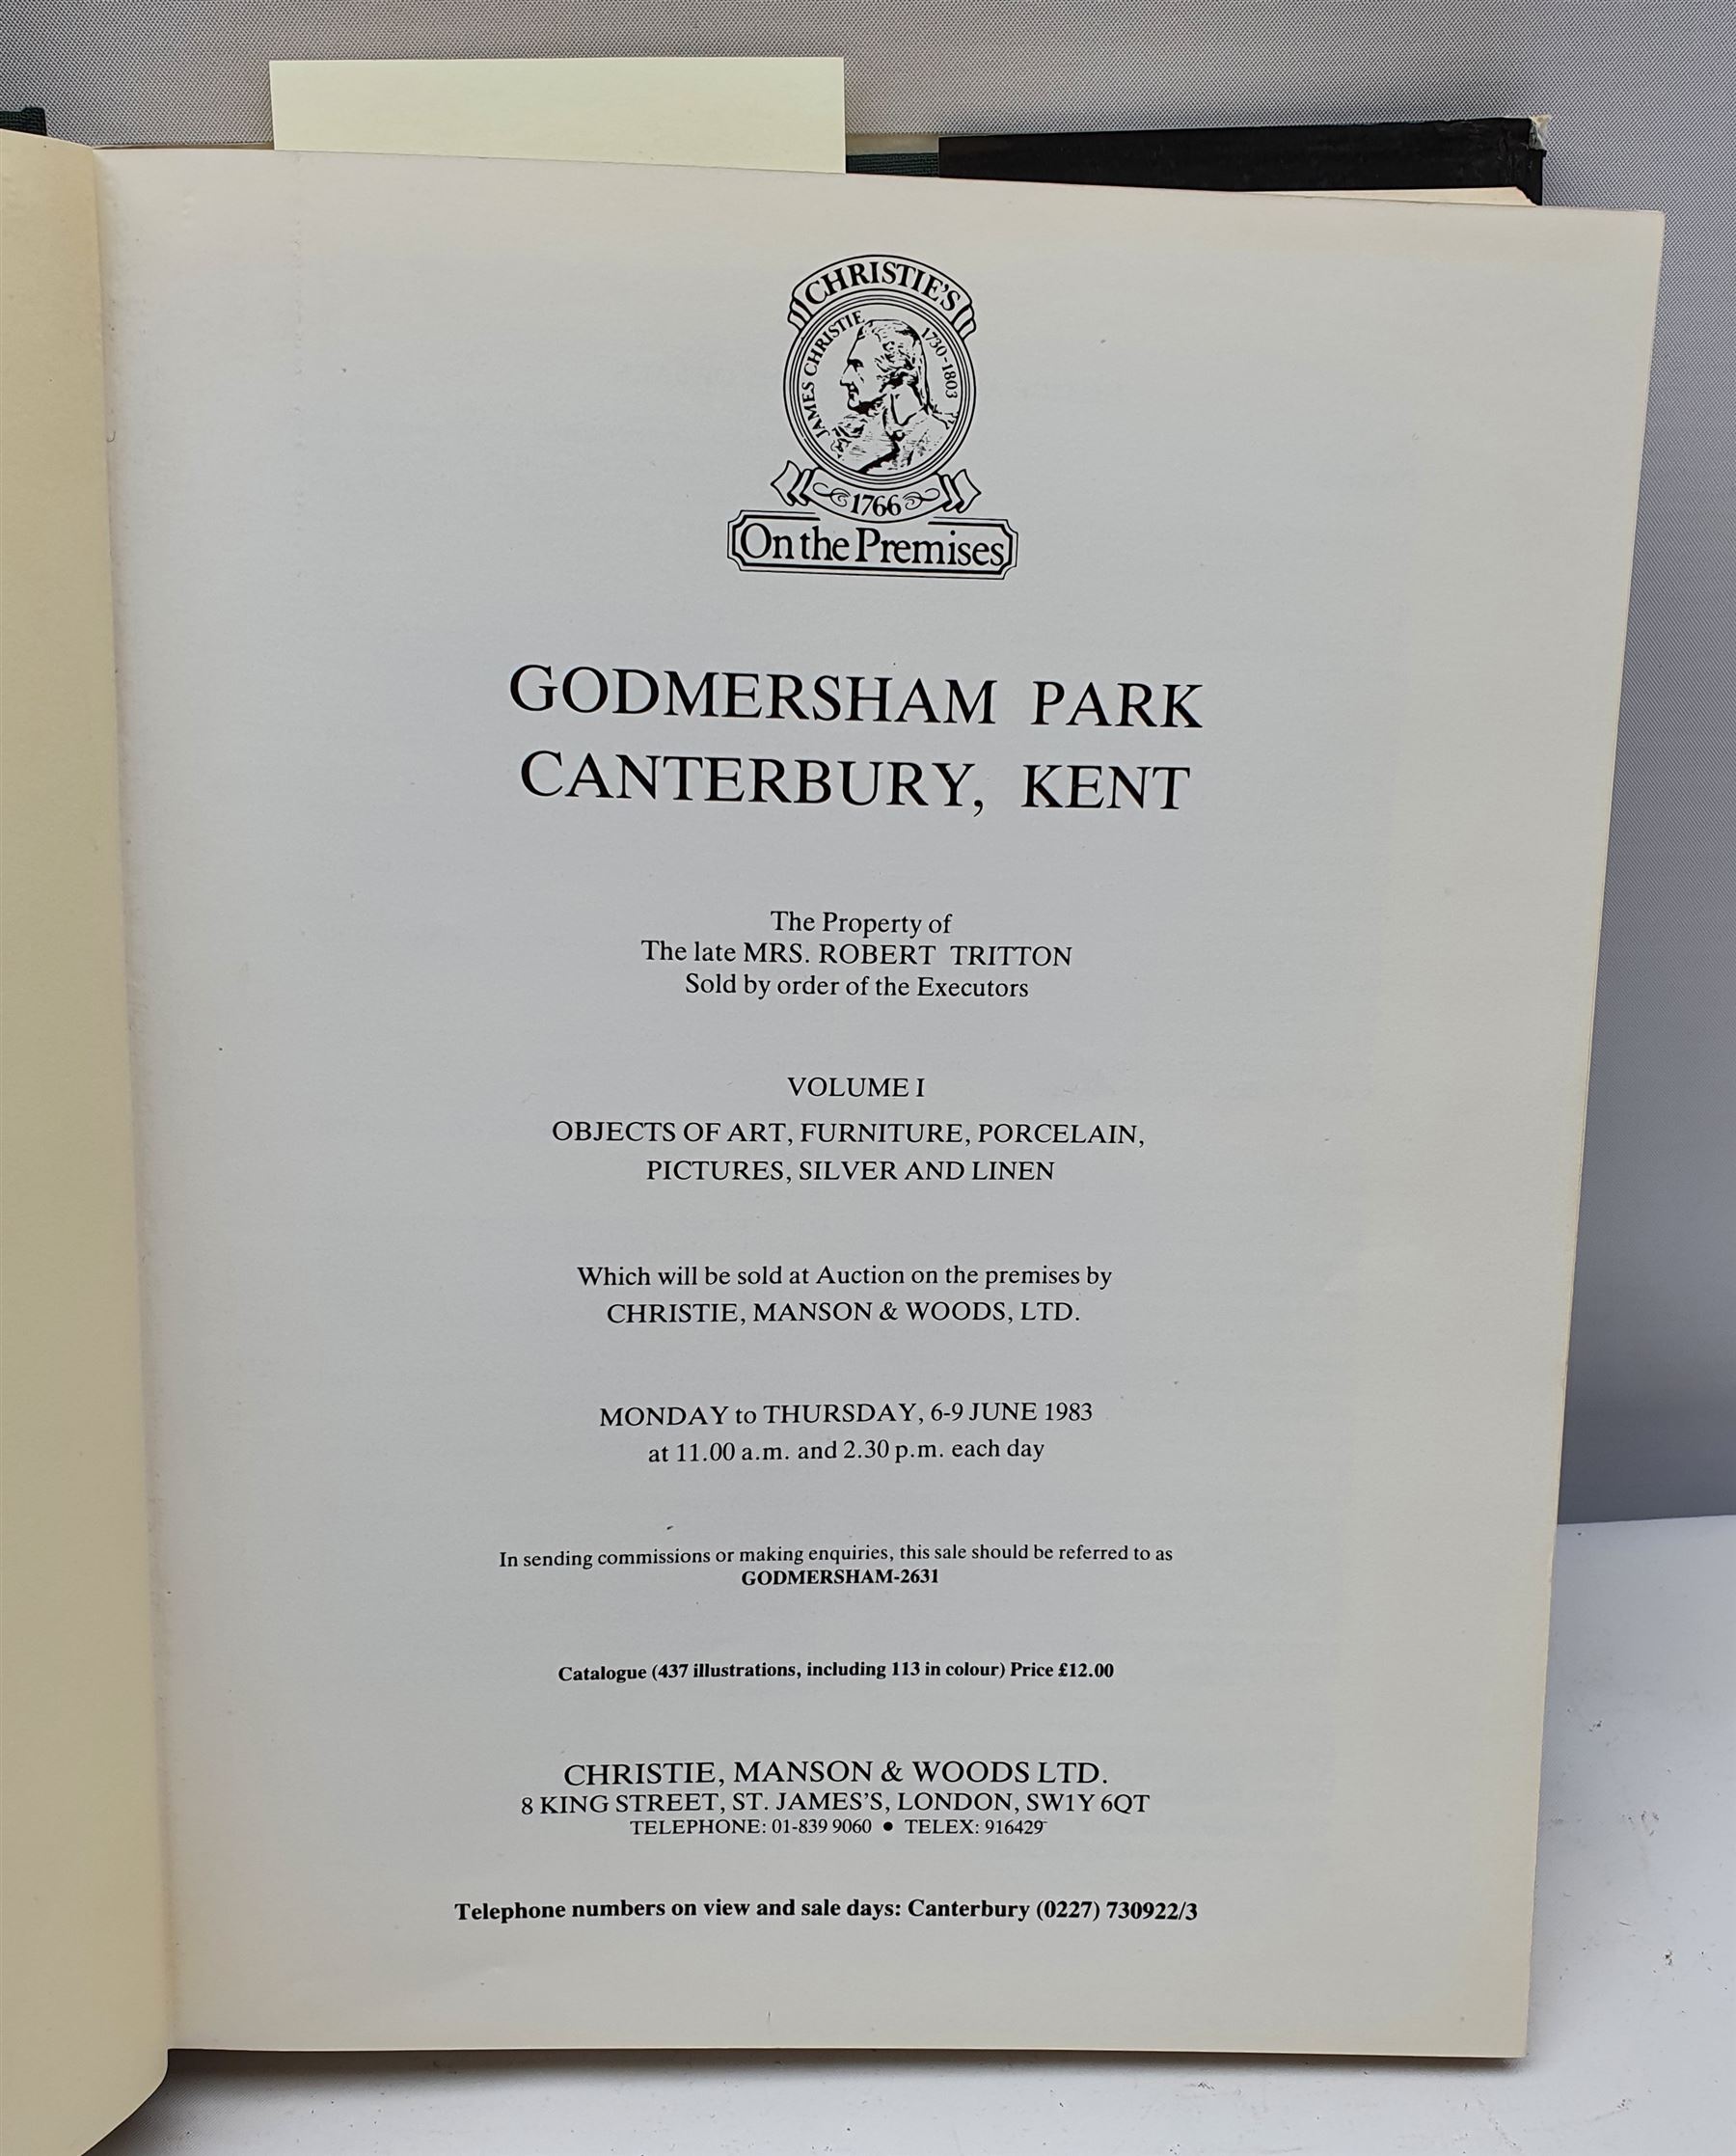 CHRISTIE'S
JAMES CHRISTIE 1730-1803
1766
On the Premises
GODMERSHAM PARK
CANTERBURY, KENT
The Property of
The late MRS. ROBERT TRITTON
Sold by order of the Executors
VOLUME I
OBJECTS OF ART, FURNITURE, PORCELAIN,
PICTURES, SILVER AND LINEN
Which will be sold at Auction on the premises by
CHRISTIE, MANSON & WOODS, LTD.
MONDAY to THURSDAY, 6-9 JUNE 1983
at 11.00 a.m. and 2.30 p.m. each day
In sending commissions or making enquiries, this sale should be referred to as
GODMERSHAM-2631
Catalogue (437 illustrations, including 113 in colour) Price £12.00
CHRISTIE, MANSON & WOODS LTD.
8 KING STREET, ST. JAMES'S, LONDON, SW1Y 6QT
TELEPHONE: 01-839 9060 • TELEX: 916429
Telephone numbers on view and sale days: Canterbury (0227) 730922/3